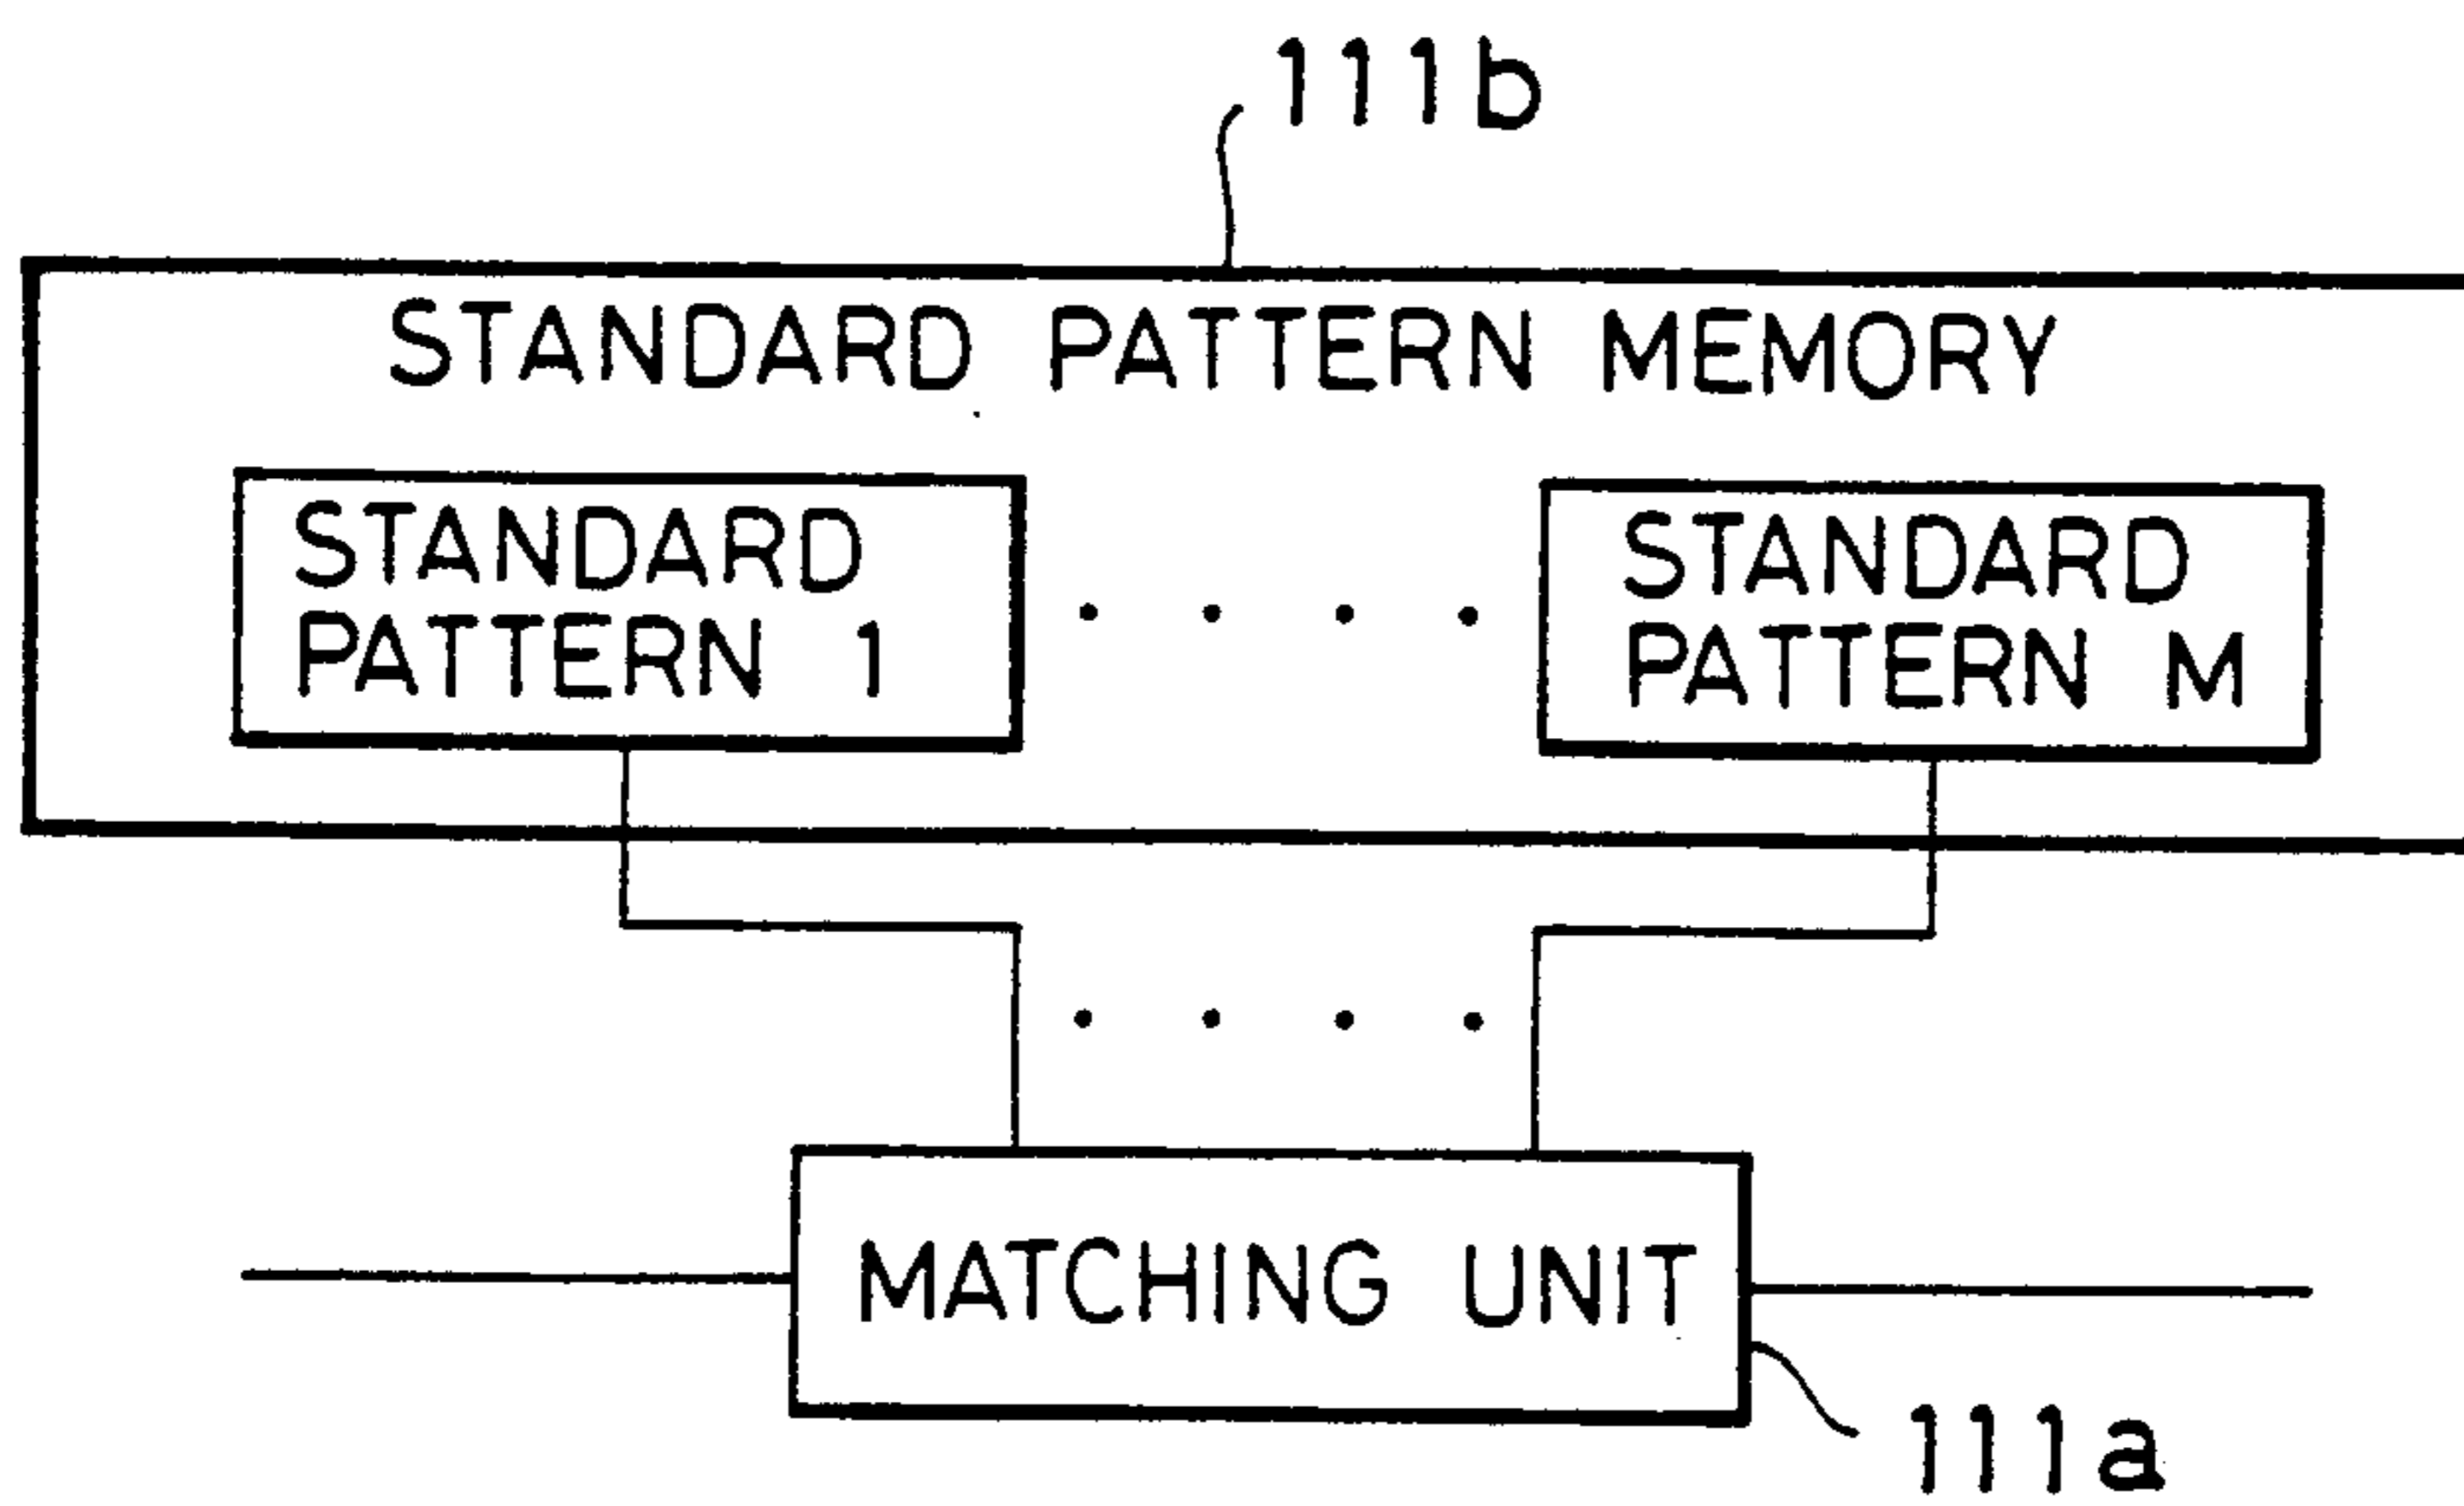 111b
STANDARD PATTERN MEMORY
STANDARD
PATTERN 1
STANDARD
PATTERN M
MATCHING UNIT
111a